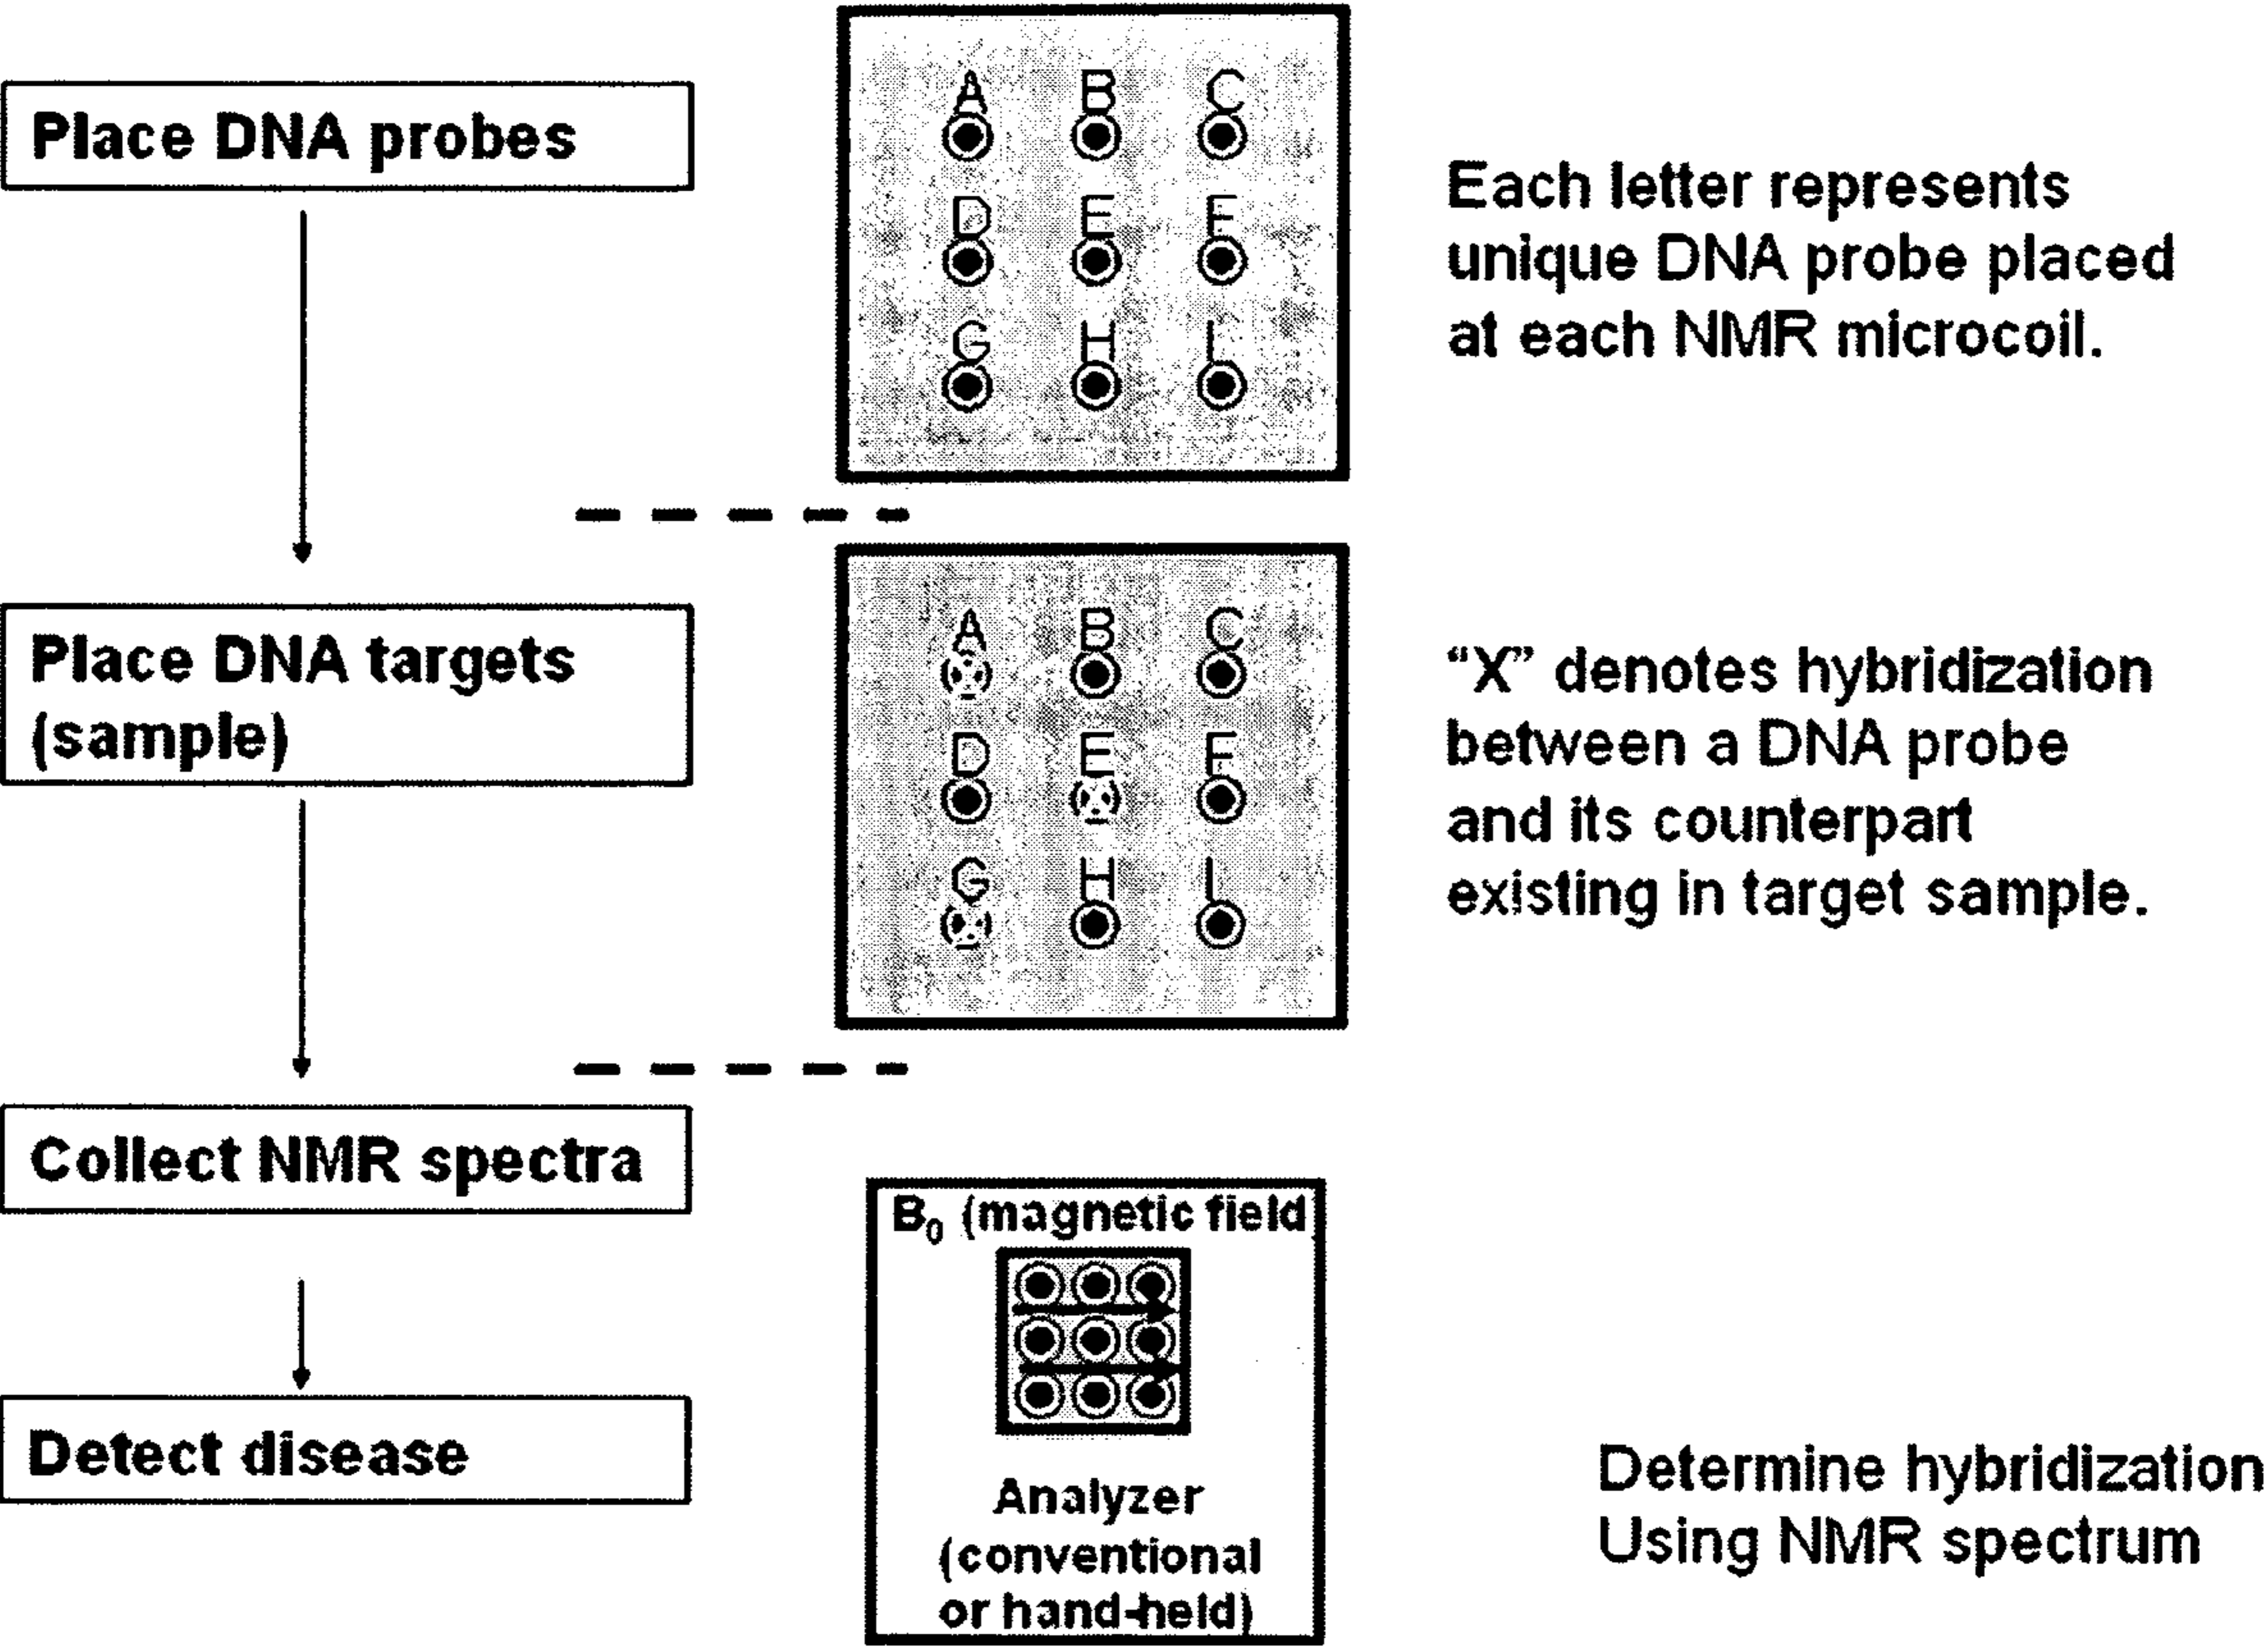 Place DNA probes
A B C
D E F
G H I
Each letter represents
unique DNA probe placed
at each NMR microcoil.
Place DNA targets
(sample)
A B C
D E F
G H I
“X” denotes hybridization
between a DNA probe
and its counterpart
existing in target sample.
Collect NMR spectra
B0 (magnetic field
Analyzer
(conventional
or hand-held)
Detect disease
Determine hybridization
Using NMR spectrum